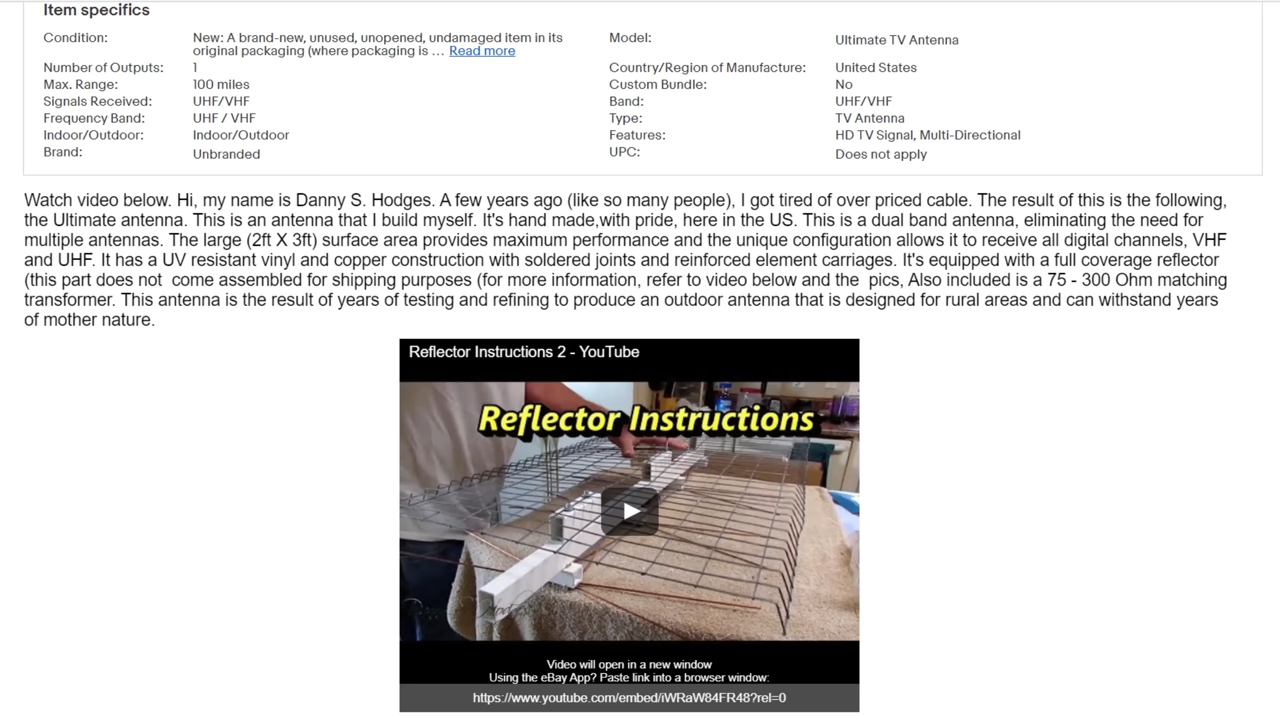 Item specifics
Condition: New: A brand-new, unused, unopened, undamaged item in its original packaging (where packaging is ... Read more
Model: Ultimate TV Antenna
Number of Outputs: 1
Country/Region of Manufacture: United States
Max. Range: 100 miles
Custom Bundle: No
Signals Received: UHF/VHF
Band: UHF/VHF
Frequency Band: UHF / VHF
Type: TV Antenna
Indoor/Outdoor: Indoor/Outdoor
Features: HD TV Signal, Multi-Directional
Brand: Unbranded
UPC: Does not apply
Watch video below. Hi, my name is Danny S. Hodges. A few years ago (like so many people), I got tired of over priced cable. The result of this is the following,
the Ultimate antenna. This is an antenna that I build myself. It's hand made,with pride, here in the US. This is a dual band antenna, eliminating the need for
multiple antennas. The large (2ft X 3ft) surface area provides maximum performance and the unique configuration allows it to receive all digital channels, VHF
and UHF. It has a UV resistant vinyl and copper construction with soldered joints and reinforced element carriages. It's equipped with a full coverage reflector
(this part does not  come assembled for shipping purposes (for more information, refer to video below and the  pics, Also included is a 75 - 300 Ohm matching
transformer. This antenna is the result of years of testing and refining to produce an outdoor antenna that is designed for rural areas and can withstand years
of mother nature.
Reflector Instructions 2 - YouTube
Reflector Instructions
Video will open in a new window
Using the eBay App? Paste link into a browser window:
https://www.youtube.com/embed/iWRaW84FR48?rel=0